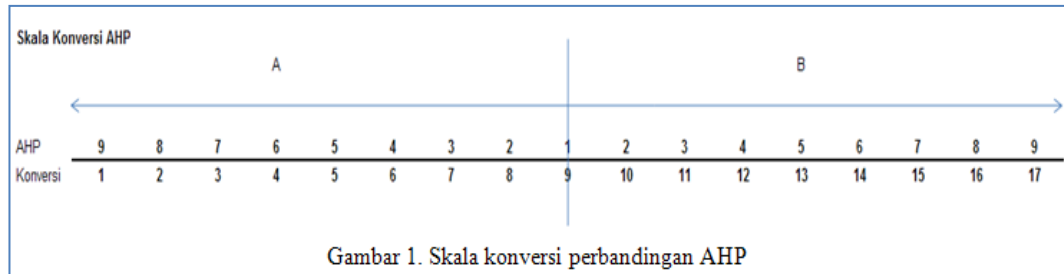 Skala Konversi AHP
A B
AHP 9 8 7 6 5 4 3 2 1 2 3 4 5 6 7 8 9
Konversi 1 2 3 4 5 6 7 8 9 10 11 12 13 14 15 16 17
Gambar 1. Skala konversi perbandingan AHP